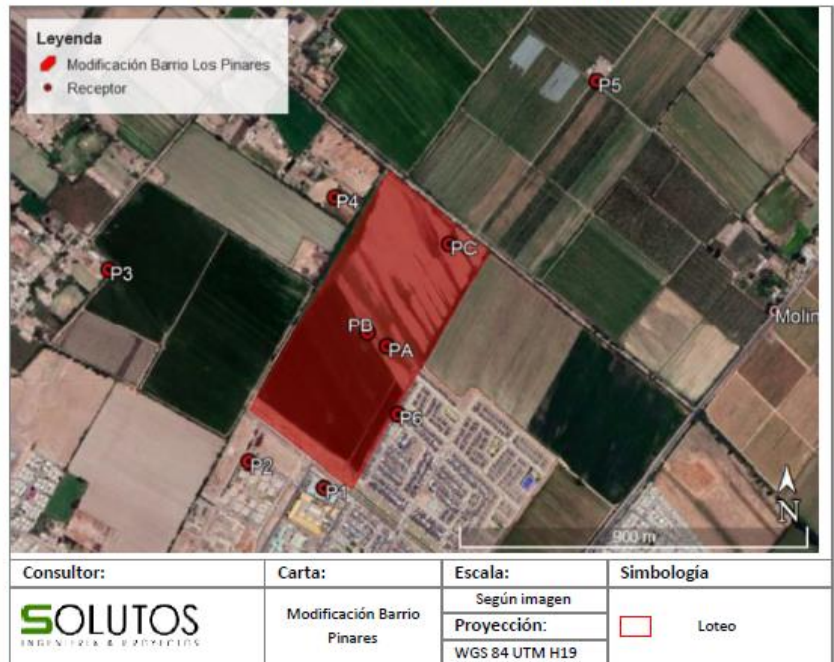 Leyenda
Modificación Barrio Los Pinares
Receptor
P5
P4
PC
P3
PB
PA
Molin
P6
P2
P1
N
900 m
Consultor:
Carta:
Escala:
Simbología
SOLUTOS
INGENIERIA & PROYECTOS
Modificación Barrio
Pinares
Según imagen
Proyección:
WGS 84 UTM H19
Loteo